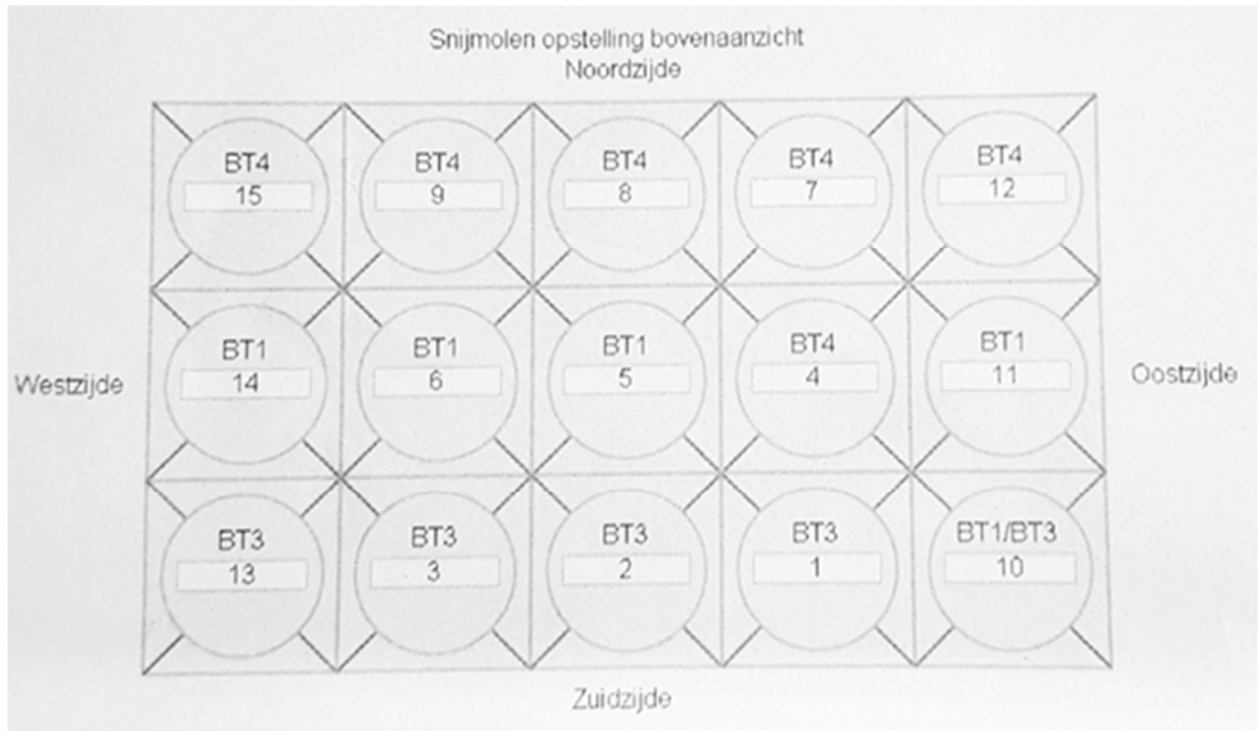 Snijmolen opstelling bovenaanzicht
Noordzijde
BT4 BT4 BT4 BT4 BT4
15 9 8 7 12
BT1 BT1 BT1 BT4 BT1
Westzijde 14 6 5 4 11 Oostzijde
BT3 BT3 BT3 BT3 BT1/BT3
13 3 2 1 10
Zuidzijde